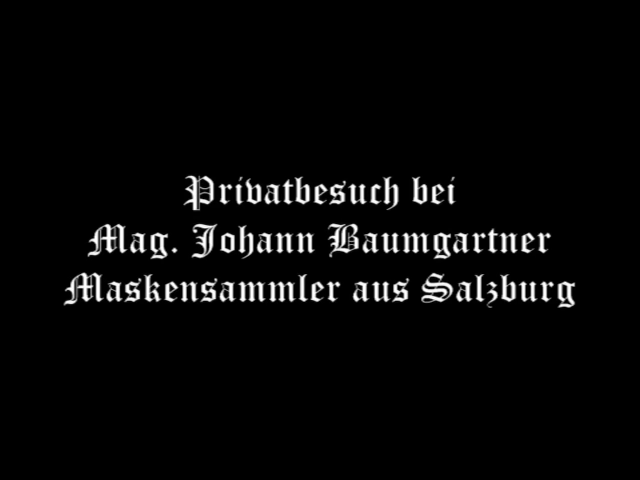 Privatbesuch bei
Mag. Johann Baumgartner
Maskensammler aus Salzburg